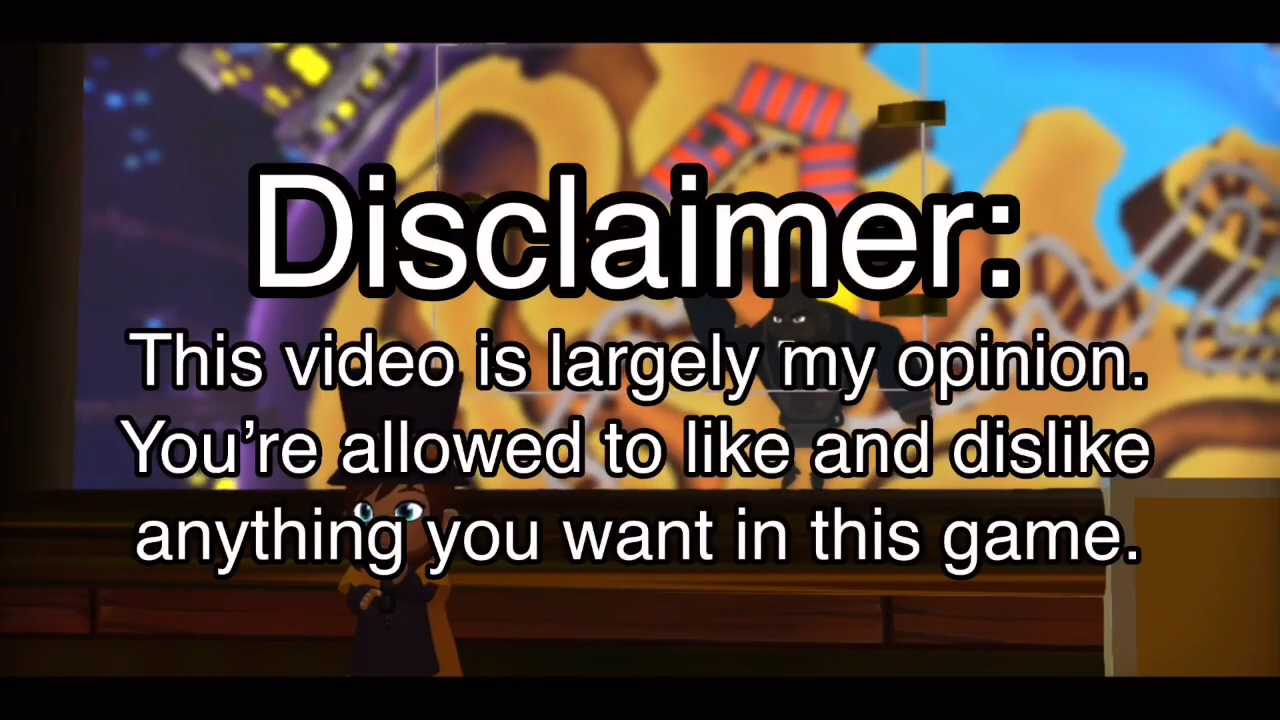 Disclaimer:
This video is largely my opinion.
You’re allowed to like and dislike
anything you want in this game.